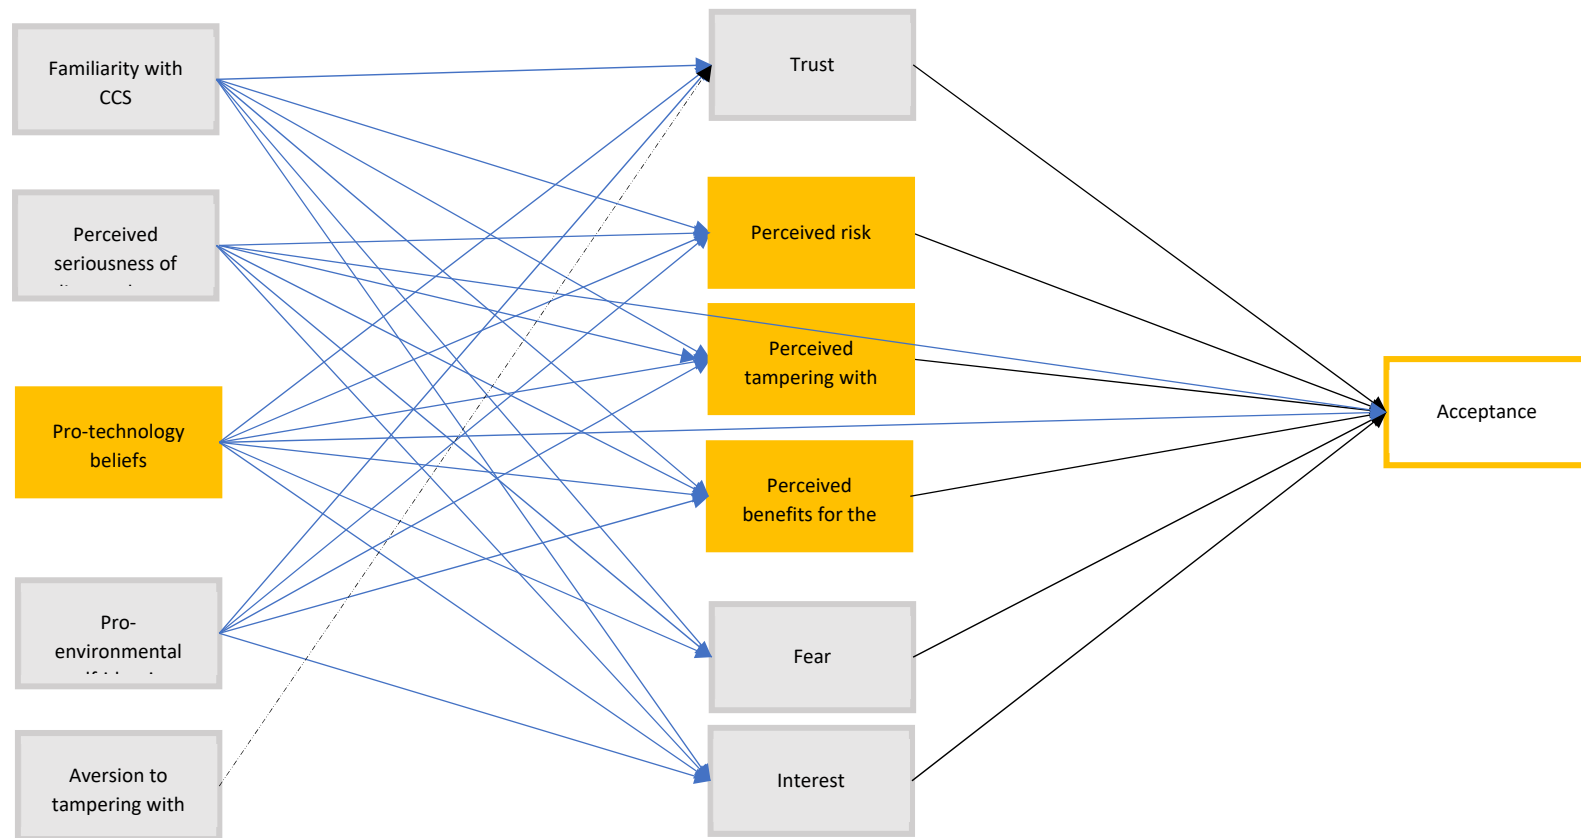 Familiarity with
CCS
Perceived
seriousness of
Pro-technology
beliefs
Pro-
environmental
Aversion to
tampering with
Trust
Perceived risk
Perceived
tampering with
Perceived
benefits for the
Fear
Interest
Acceptance